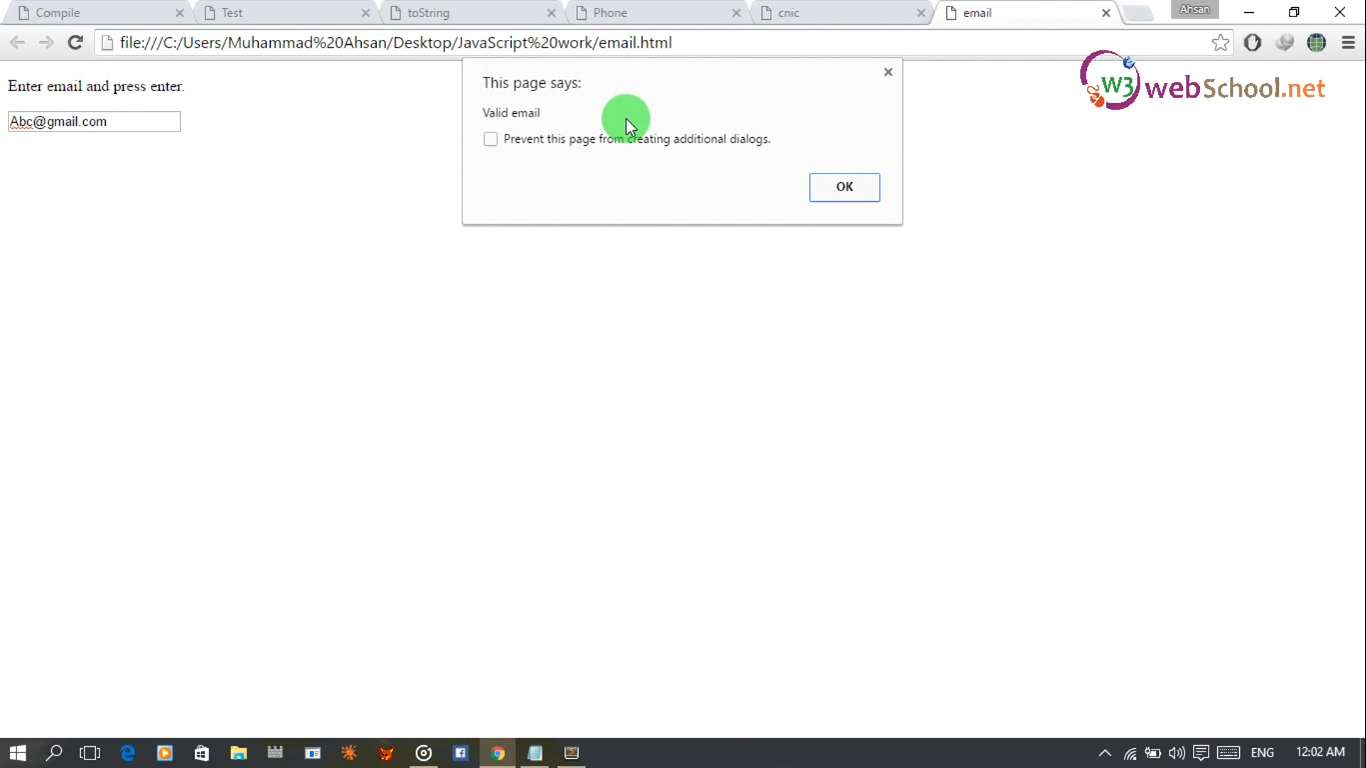 Compile
Test
toString
Phone
cnic
email
Ahsan
file:///C:/Users/Muhammad%20Ahsan/Desktop/JavaScript%20work/email.html
W3 webSchool.net
Enter email and press enter.
Abc@gmail.com
This page says:
Valid email
Prevent this page from creating additional dialogs.
OK
ENG
12:02 AM